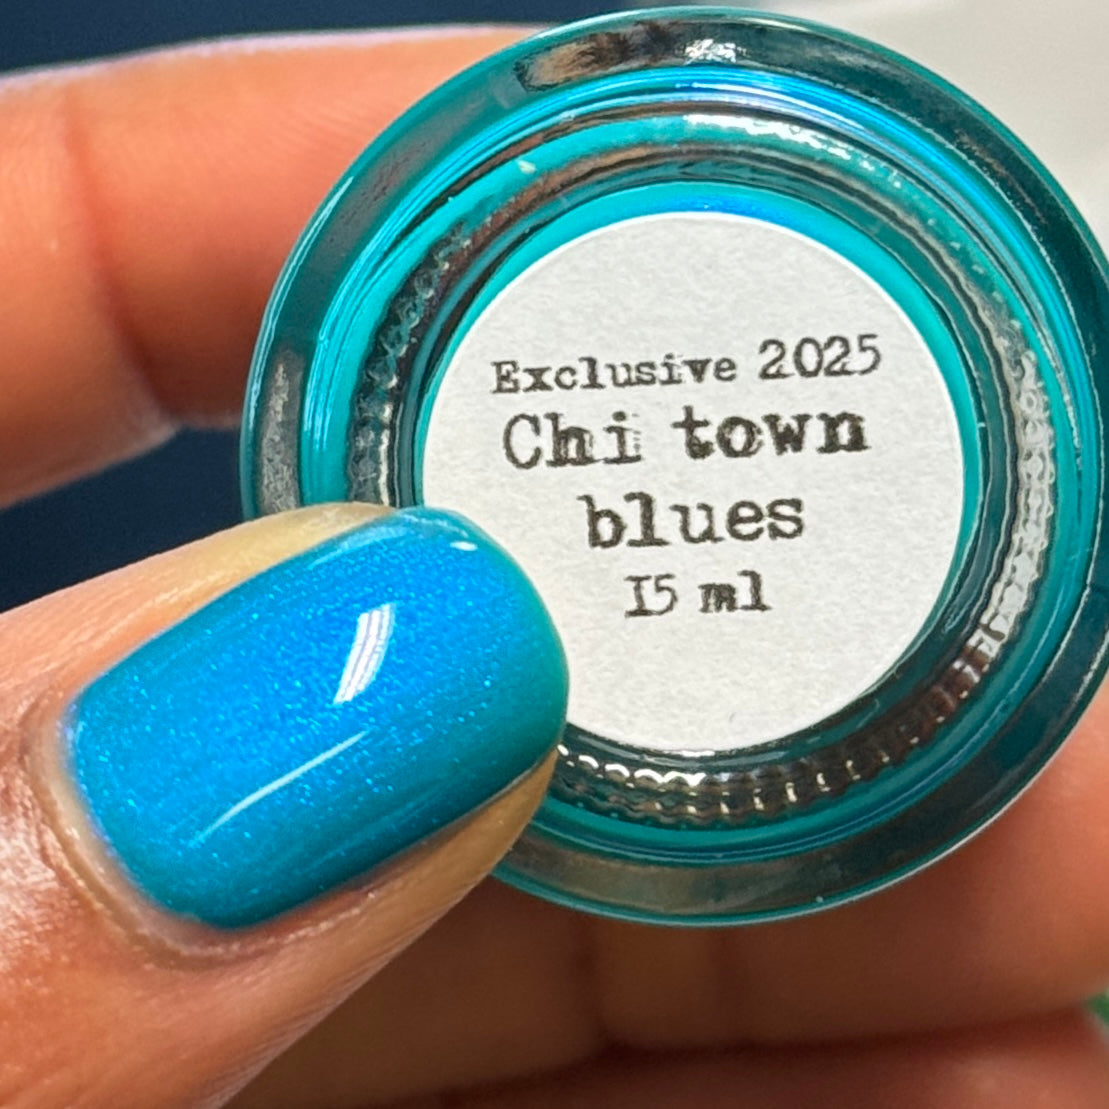 Exclusive 2025
Chi town
blues
15 ml